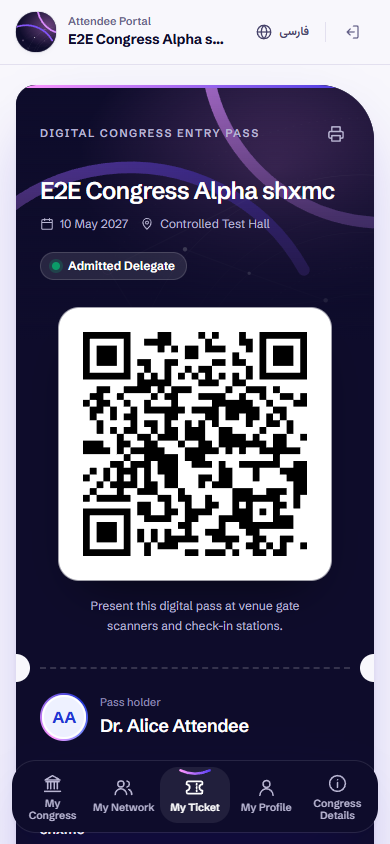 Attendee Portal
E2E Congress Alpha s...
فارسی
DIGITAL CONGRESS ENTRY PASS
E2E Congress Alpha shxmc
10 May 2027 Controlled Test Hall
Admitted Delegate
Present this digital pass at venue gate
scanners and check-in stations.
AA
Pass holder
Dr. Alice Attendee
My Congress
My Network
My Ticket
My Profile
Congress Details